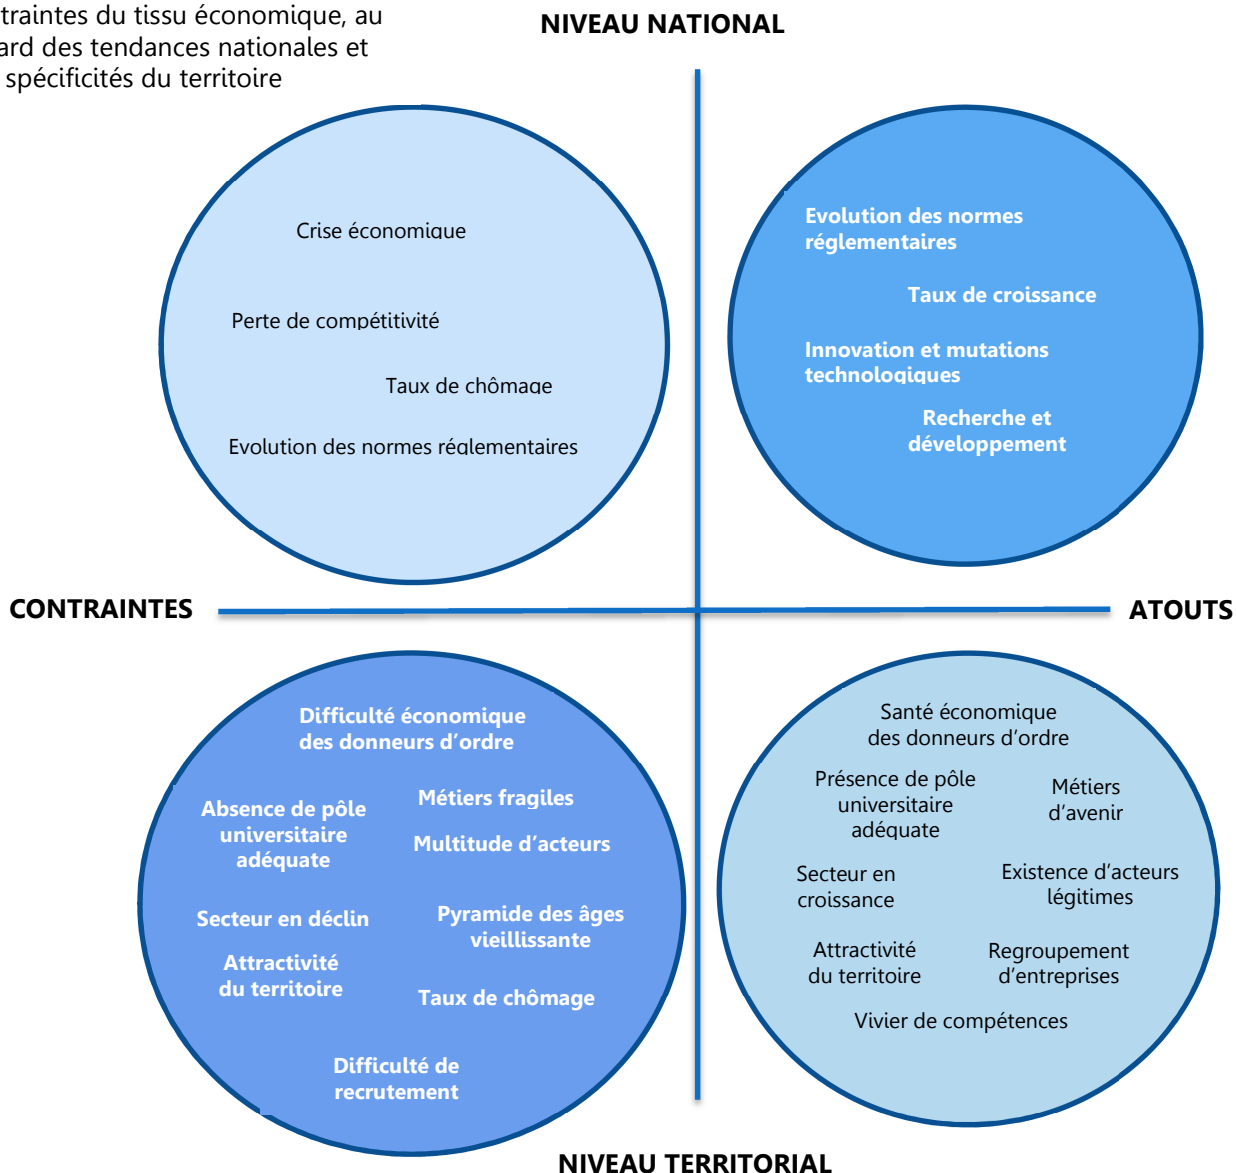 traintes du tissu économique, au
ard des tendances nationales et
spécificités du territoire
NIVEAU NATIONAL
Crise économique
Perte de compétitivité
Taux de chômage
Evolution des normes réglementaires
Evolution des normes
réglementaires
Taux de croissance
Innovation et mutations
technologiques
Recherche et
développement
CONTRAINTES
ATOUTS
Difficulté économique
des donneurs d'ordre
Absence de pôle
universitaire
adéquate
Métiers fragiles
Multitude d'acteurs
Secteur en déclin
Pyramide des âges
vieillissante
Attractivité
du territoire
Taux de chômage
Difficulté de
recrutement
Santé économique
des donneurs d'ordre
Présence de pôle
universitaire
adéquate
Métiers
d'avenir
Secteur en
croissance
Existence d'acteurs
légitimes
Attractivité
du territoire
Regroupement
d'entreprises
Vivier de compétences
NIVEAU TERRITORIAL